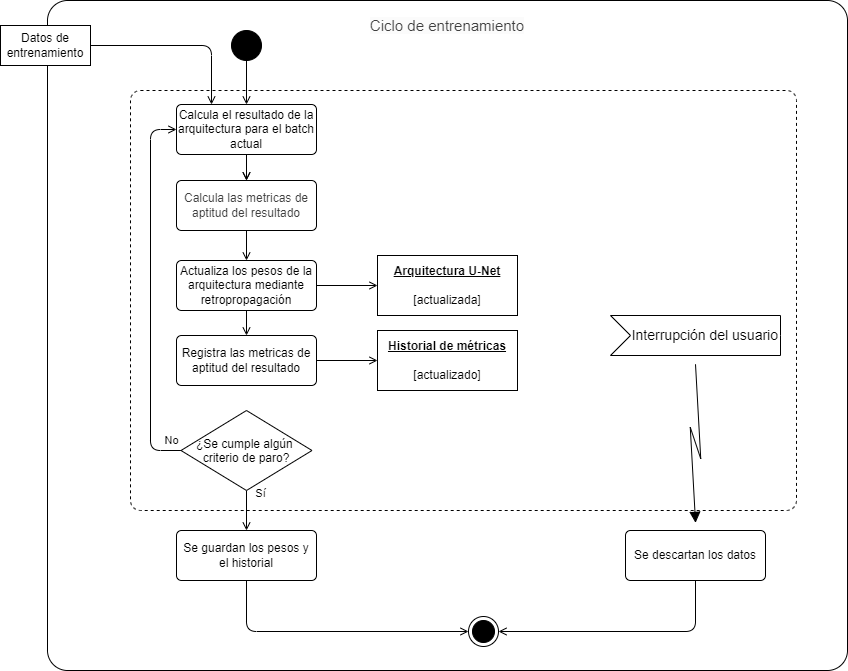 Ciclo de entrenamiento
Datos de
entrenamiento
Calcula el resultado de la
arquitectura para el batch
actual
Calcula las metricas de
aptitud del resultado
Actualiza los pesos de la
arquitectura mediante
retropropagación
Arquitectura U-Net
[actualizada]
Registra las metricas de
aptitud del resultado
Historial de métricas
[actualizado]
Interrupción del usuario
No
¿Se cumple algún
criterio de paro?
Sí
Se guardan los pesos y
el historial
Se descartan los datos